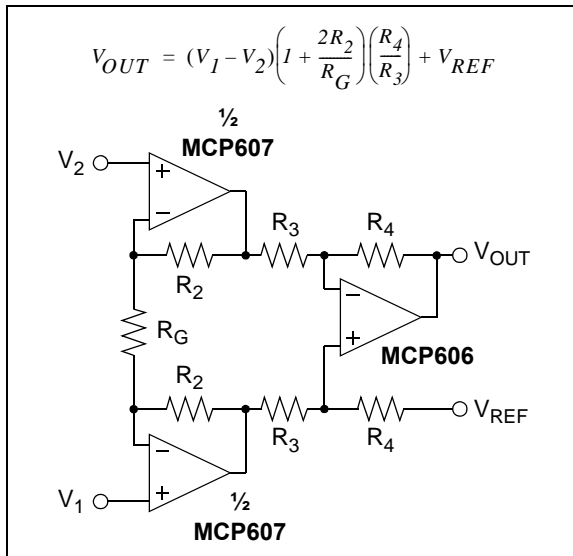 V_OUT = (V_1 – V_2)(1 + 2R_2/R_G)(R_4/R_3) + V_REF
½
MCP607
V_2
+
–
R_3
R_4
R_2
V_OUT
–
+
R_G
MCP606
R_2
R_3
R_4
V_REF
–
+
V_1
½
MCP607